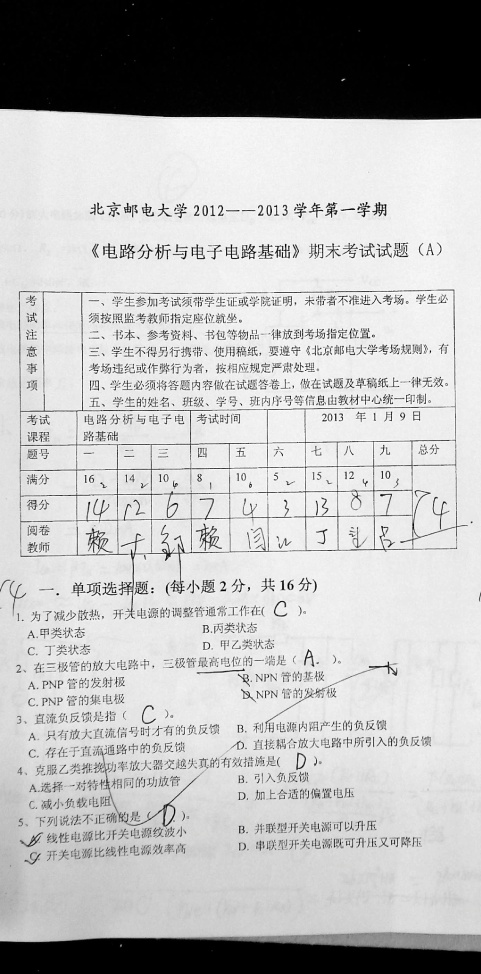 北京邮电大学2012——2013学年第一学期
《电路分析与电子电路基础》期末考试试题（A）
考试注意事项
一、学生参加考试须带学生证或学院证明，未带者不准进入考场。学生必
须按照监考教师指定座位就坐。
二、书本、参考资料、书包等物品一律放到考场指定位置。
三、学生不得另行携带、使用稿纸，要遵守《北京邮电大学考场规则》，有
考场违纪或作弊行为者，按相应规定严肃处理。
四、学生必须将答题内容做在试题答卷上，做在试题及草稿纸上一律无效。
五、学生的姓名、班级、学号、班内序号等信息由教材中心统一印制。
考试课程 电路分析与电子电路基础 考试时间 2013 年 1 月 9 日
题号 一 二 三 四 五 六 七 八 九 总分
满分 16 2 14 2 10 6 8 1 10 6 5 2 15 2 12 4 10 3
得分 14 12 6 7 4 3 13 8 7 74
阅卷教师 赖 郭 赖 闫 丁 吕
14 一．单项选择题：(每小题 2 分，共 16 分)
1. 为了减少散热，开关电源的调整管通常工作在( C )。
A.甲类状态 B.丙类状态
C. 丁类状态 D. 甲乙类状态
2、在三极管的放大电路中，三极管最高电位的一端是（ A. ）。
A. PNP 管的发射极 B. NPN 管的基极
C. PNP 管的集电极 D. NPN 管的发射极
3、直流负反馈是指（ C ）。
A. 只有放大直流信号时才有的负反馈 B. 利用电源内阻产生的负反馈
C. 存在于直流通路中的负反馈 D. 直接耦合放大电路中所引入的负反馈
4、克服乙类推挽功率放大器交越失真的有效措施是( D )。
A.选择一对特性相同的功放管 B. 引入负反馈
C. 减小负载电阻 D. 加上合适的偏置电压
5、下列说法不正确的是（ D ）。
A. 线性电源比开关电源纹波小 B. 并联型开关电源可以升压
C. 开关电源比线性电源效率高 D. 串联型开关电源既可升压又可降压